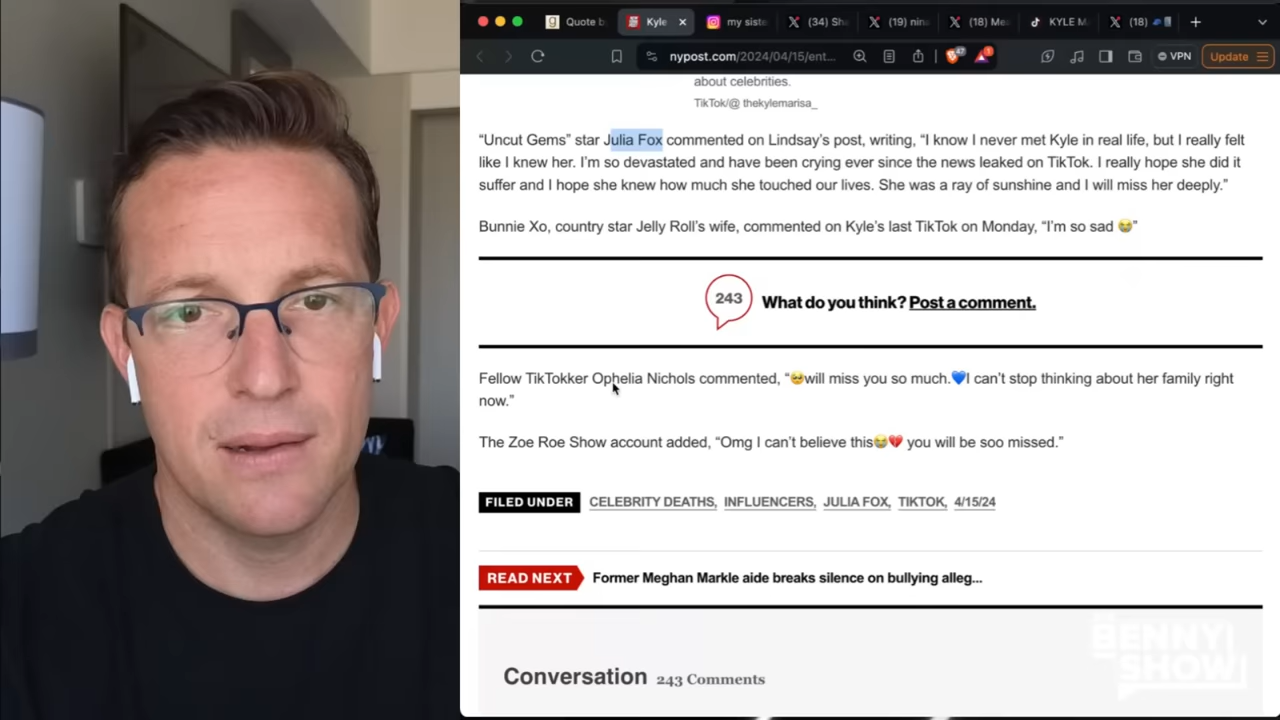 Quote b
Kyle
my siste
(34) Sh
(19) nin
(18) Me
KYLE M
(18)
nypost.com/2024/04/15/ent...
VPN
Update
about celebrities.
TikTok/@ thekylemarisa_
“Uncut Gems” star Julia Fox commented on Lindsay’s post, writing, “I know I never met Kyle in real life, but I really felt
like I knew her. I’m so devastated and have been crying ever since the news leaked on TikTok. I really hope she did it
suffer and I hope she knew how much she touched our lives. She was a ray of sunshine and I will miss her deeply.”
Bunnie Xo, country star Jelly Roll’s wife, commented on Kyle’s last TikTok on Monday, “I’m so sad 😭”
243
What do you think? Post a comment.
Fellow TikTokker Ophelia Nichols commented, “🥺will miss you so much.💙I can’t stop thinking about her family right
now.”
The Zoe Roe Show account added, “Omg I can’t believe this😭💔 you will be soo missed.”
FILED UNDER CELEBRITY DEATHS, INFLUENCERS, JULIA FOX, TIKTOK, 4/15/24
READ NEXT Former Meghan Markle aide breaks silence on bullying alleg...
BENNY
SHOW
Conversation 243 Comments